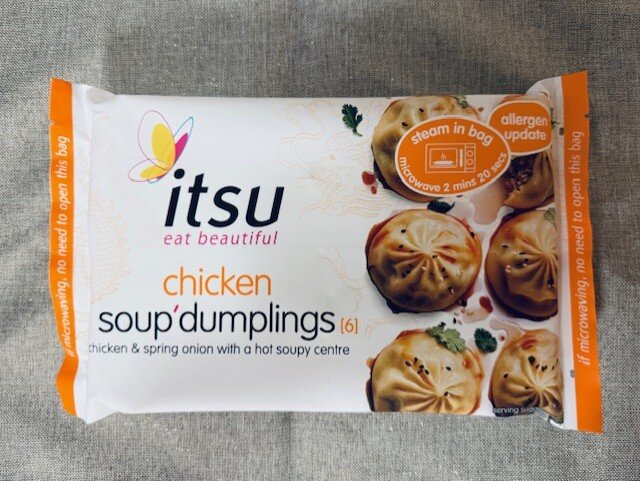 if microwaving, no need to open this bag
itsu
eat beautiful
chicken
soup'dumplings [6]
chicken & spring onion with a hot soupy centre
steam in bag
microwave 2 mins 20 secs
allergen
update
serving
if microwaving, no need to open this bag